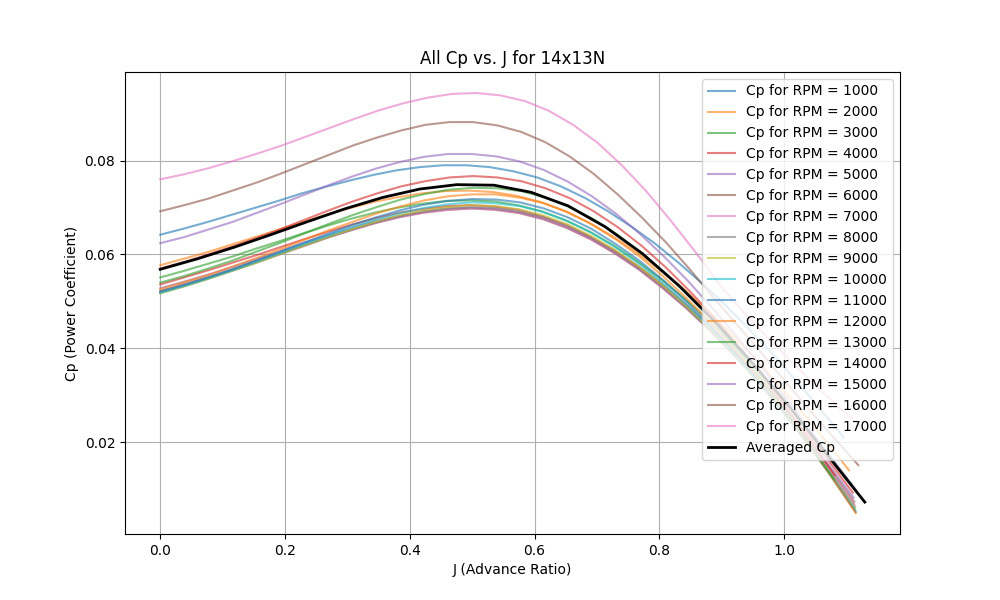 All Cp vs. J for 14x13N
Cp (Power Coefficient)
0.08
0.06
0.04
0.02
Cp for RPM = 1000
Cp for RPM = 2000
Cp for RPM = 3000
Cp for RPM = 4000
Cp for RPM = 5000
Cp for RPM = 6000
Cp for RPM = 7000
Cp for RPM = 8000
Cp for RPM = 9000
Cp for RPM = 10000
Cp for RPM = 11000
Cp for RPM = 12000
Cp for RPM = 13000
Cp for RPM = 14000
Cp for RPM = 15000
Cp for RPM = 16000
Cp for RPM = 17000
Averaged Cp
0.0 0.2 0.4 0.6 0.8 1.0
J (Advance Ratio)